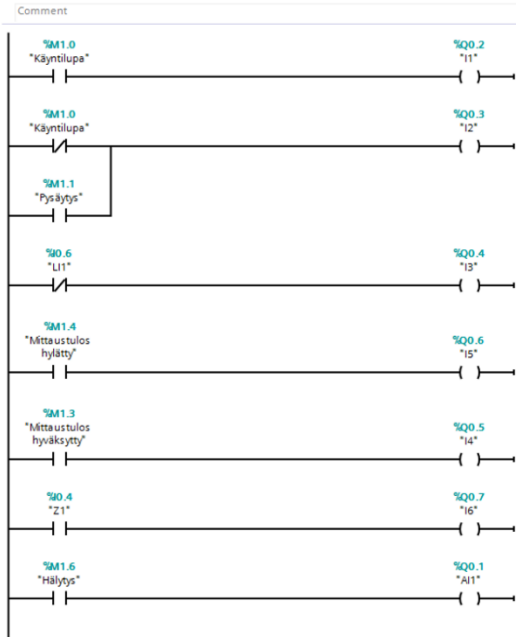 Comment
%M1.0
"Käyntilupa"
%Q0.2
"I1"
%M1.0
"Käyntilupa"
%Q0.3
"I2"
%M1.1
"Pysäytys"
%I0.6
"LI1"
%Q0.4
"I3"
%M1.4
"Mittaustulos
hylätty"
%Q0.6
"I5"
%M1.3
"Mittaustulos
hyväksytty"
%Q0.5
"I4"
%I0.4
"Z1"
%Q0.7
"I6"
%M1.6
"Hälytys"
%Q0.1
"AI1"